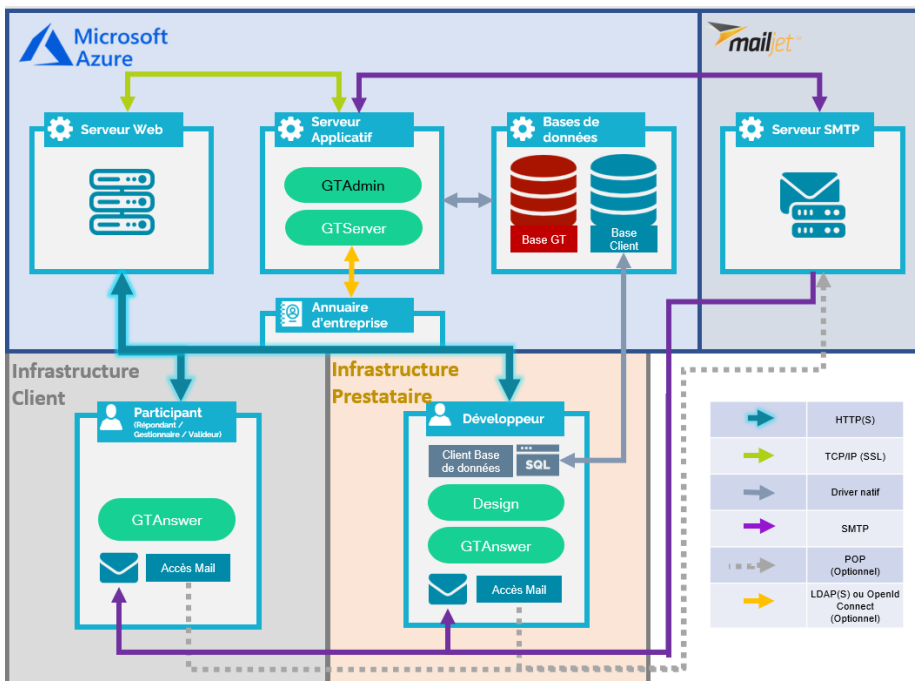 Microsoft
Azure
mailjet
Serveur Web
Serveur
Applicatif
Bases de
données
Serveur SMTP
GTAdmin
GTServer
Base GT
Base
Client
Annuaire
d'entreprise
Infrastructure
Client
Infrastructure
Prestataire
Participant
(Répondant /
Gestionnaire / Valideur)
Développeur
Client Base
de données
SQL
Design
GTAnswer
GTAnswer
Accès Mail
Accès Mail
HTTP(S)
TCP/IP (SSL)
Driver natif
SMTP
POP
(Optionnel)
LDAP(S) ou OpenId
Connect
(Optionnel)